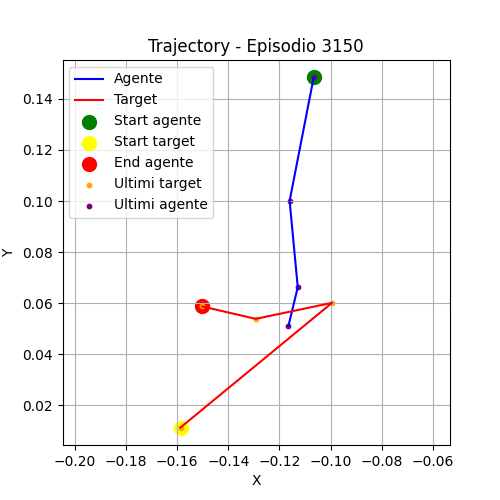 Trajectory - Episodio 3150
Agente
Target
Start agente
Start target
End agente
Ultimi target
Ultimi agente
0.14
0.12
0.10
0.08
0.06
0.04
0.02
Y
−0.20 −0.18 −0.16 −0.14 −0.12 −0.10 −0.08 −0.06
X